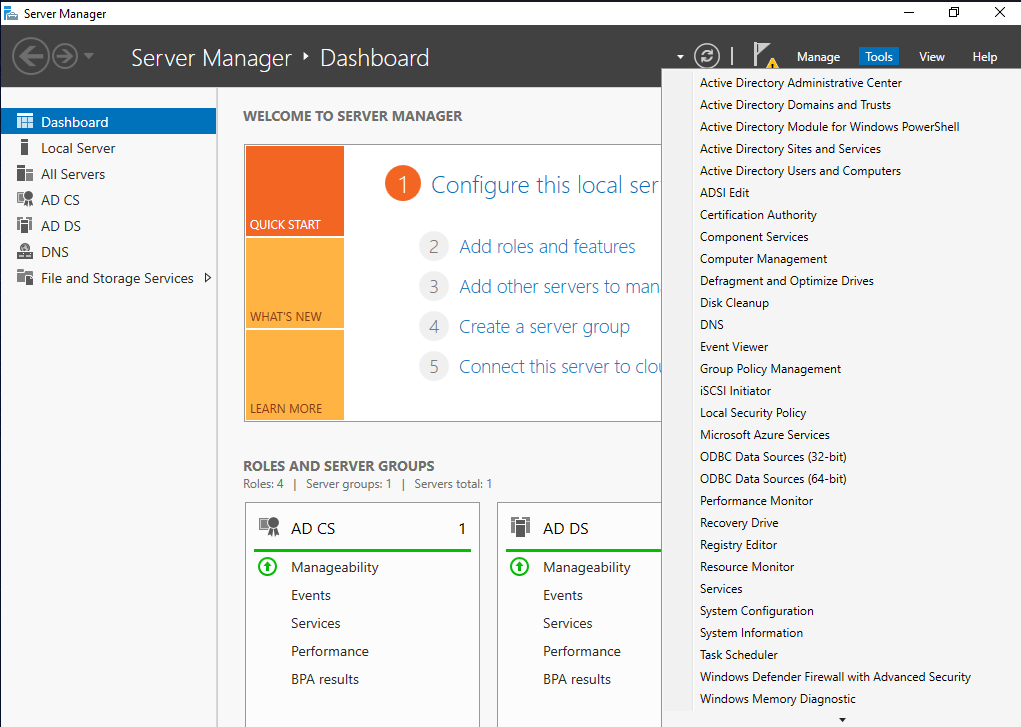 Server Manager
Server Manager ‣ Dashboard
Manage Tools View Help
Dashboard
Local Server
All Servers
AD CS
AD DS
DNS
File and Storage Services
WELCOME TO SERVER MANAGER
QUICK START
WHAT'S NEW
LEARN MORE
1 Configure this local ser
2 Add roles and features
3 Add other servers to man
4 Create a server group
5 Connect this server to clou
ROLES AND SERVER GROUPS
Roles: 4 | Server groups: 1 | Servers total: 1
AD CS 1
Manageability
Events
Services
Performance
BPA results
AD DS
Manageability
Events
Services
Performance
BPA results
Active Directory Administrative Center
Active Directory Domains and Trusts
Active Directory Module for Windows PowerShell
Active Directory Sites and Services
Active Directory Users and Computers
ADSI Edit
Certification Authority
Component Services
Computer Management
Defragment and Optimize Drives
Disk Cleanup
DNS
Event Viewer
Group Policy Management
iSCSI Initiator
Local Security Policy
Microsoft Azure Services
ODBC Data Sources (32-bit)
ODBC Data Sources (64-bit)
Performance Monitor
Recovery Drive
Registry Editor
Resource Monitor
Services
System Configuration
System Information
Task Scheduler
Windows Defender Firewall with Advanced Security
Windows Memory Diagnostic